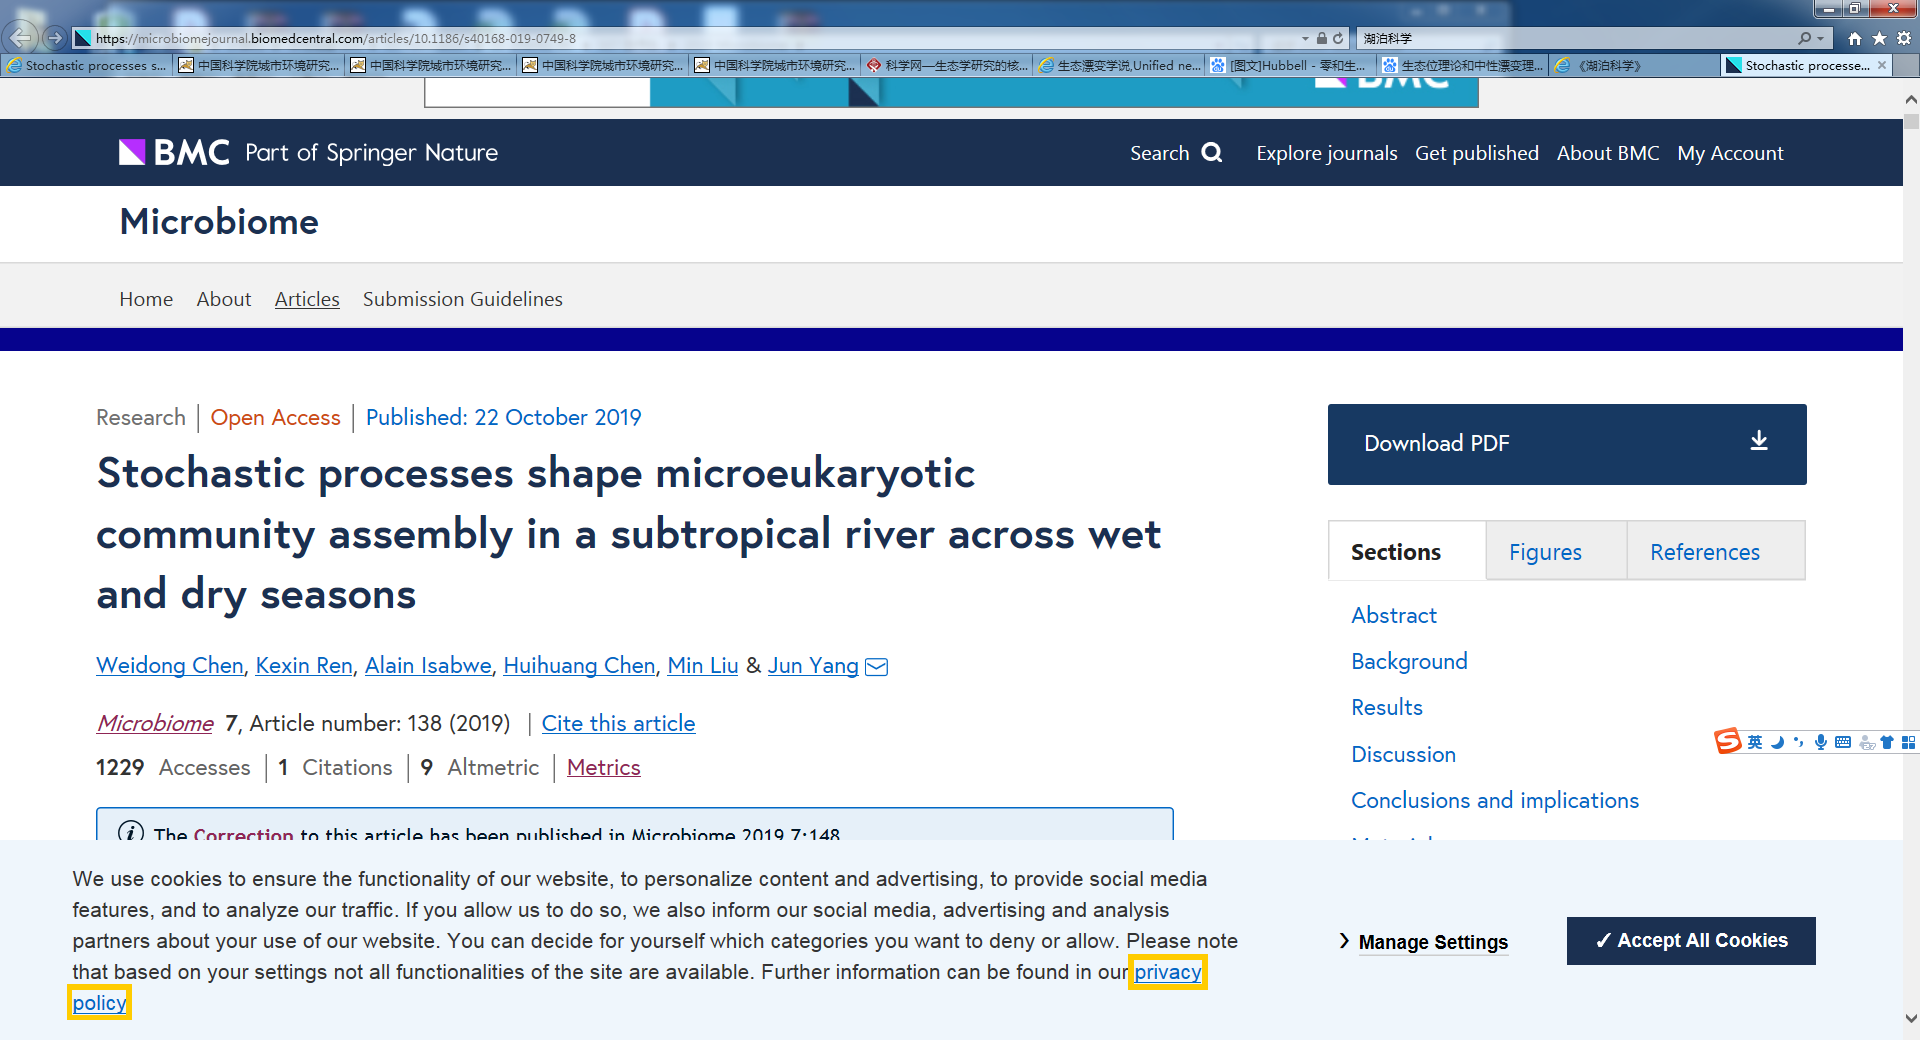 https://microbiomejournal.biomedcentral.com/articles/10.1186/s40168-019-0749-8
湖泊科学
Stochastic processes s...
中国科学院城市环境研究...
中国科学院城市环境研究...
中国科学院城市环境研究...
中国科学院城市环境研究...
科学网—生态学研究的核...
生态漂变学说,Unified ne...
[图文]Hubbell - 零和生...
生态位理论和中性漂变理...
《湖泊科学》
Stochastic processe...
BMC
BMC Part of Springer Nature
Search
Explore journals
Get published
About BMC
My Account
Microbiome
Home
About
Articles
Submission Guidelines
Research | Open Access | Published: 22 October 2019
Stochastic processes shape microeukaryotic
community assembly in a subtropical river across wet
and dry seasons
Weidong Chen, Kexin Ren, Alain Isabwe, Huihuang Chen, Min Liu & Jun Yang
Microbiome 7, Article number: 138 (2019) | Cite this article
1229 Accesses | 1 Citations | 9 Altmetric | Metrics
The Correction to this article has been published in Microbiome 2019 7:148
Download PDF
Sections
Figures
References
Abstract
Background
Results
Discussion
Conclusions and implications
英
We use cookies to ensure the functionality of our website, to personalize content and advertising, to provide social media
features, and to analyze our traffic. If you allow us to do so, we also inform our social media, advertising and analysis
partners about your use of our website. You can decide for yourself which categories you want to deny or allow. Please note
that based on your settings not all functionalities of the site are available. Further information can be found in our privacy
policy
Manage Settings
✓ Accept All Cookies